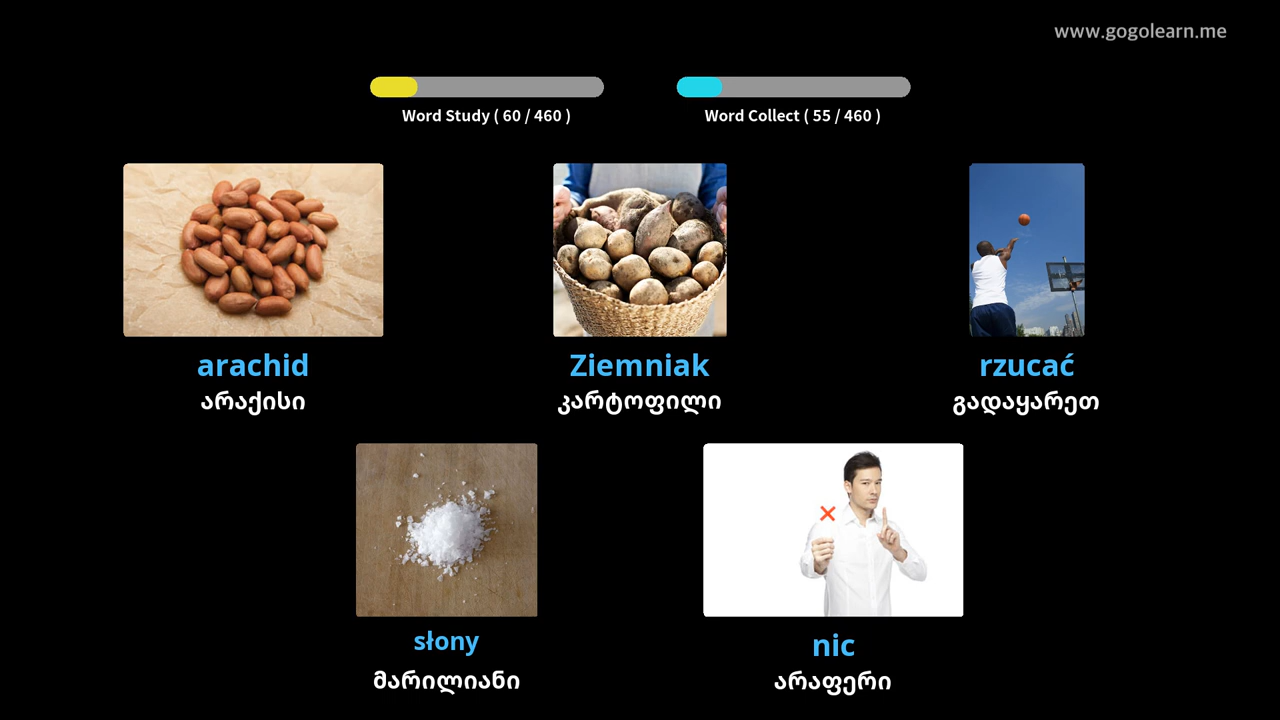 www.gogolearn.me
Word Study ( 60 / 460 )
Word Collect ( 55 / 460 )
arachid
არაქისი
Ziemniak
კარტოფილი
rzucać
გადაყარეთ
słony
მარილიანი
nic
არაფერი